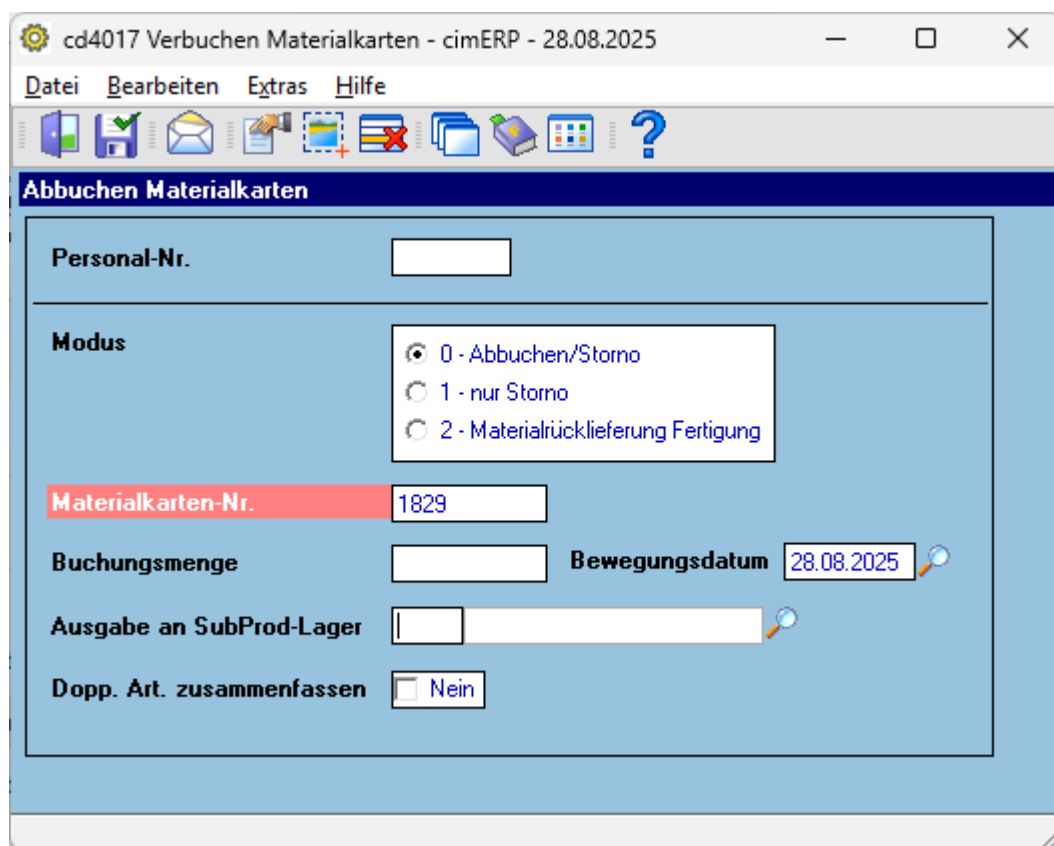 cd4017 Verbuchen Materialkarten - cimERP - 28.08.2025
Datei Bearbeiten Extras Hilfe
Abbuchen Materialkarten
Personal-Nr.
Modus
0 - Abbuchen/Storno
1 - nur Storno
2 - Materialrücklieferung Fertigung
Materialkarten-Nr. 1829
Buchungsmenge Bewegungsdatum 28.08.2025
Ausgabe an SubProd-Lager
Dopp. Art. zusammenfassen Nein